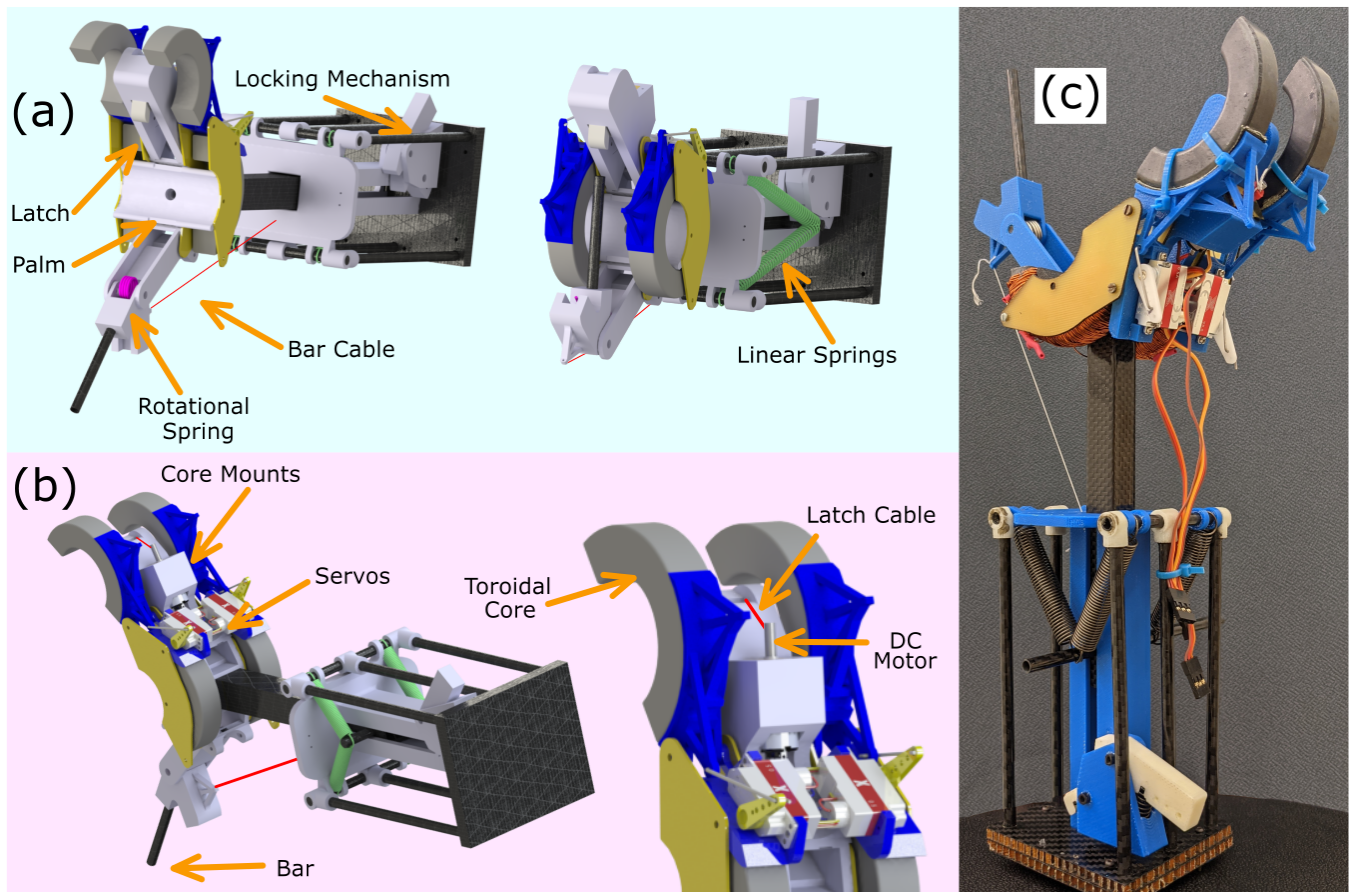 (a)
Locking Mechanism
Latch
Palm
Bar Cable
Rotational
Spring
Linear Springs
(b)
Core Mounts
Servos
Bar
Latch Cable
Toroidal
Core
DC
Motor
(c)